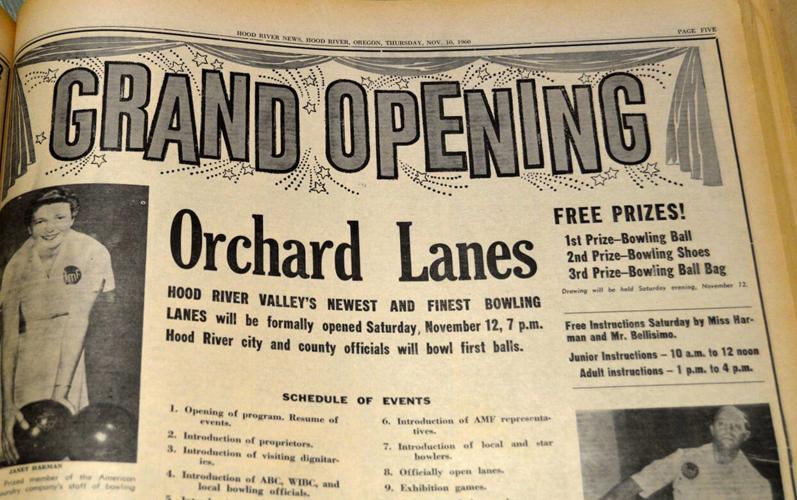 HOOD RIVER NEWS, HOOD RIVER, OREGON, THURSDAY, NOV. 10, 1960
PAGE FIVE
GRAND OPENING
Orchard Lanes
HOOD RIVER VALLEY'S NEWEST AND FINEST BOWLING
LANES will be formally opened Saturday, November 12, 7 p.m.
Hood River city and county officials will bowl first balls.
FREE PRIZES!
1st Prize–Bowling Ball
2nd Prize–Bowling Shoes
3rd Prize–Bowling Ball Bag
Drawing will be held Saturday evening, November 12.
Free Instructions Saturday by Miss Har-
man and Mr. Bellisimo.
Junior Instructions – 10 a.m. to 12 noon
Adult instructions – 1 p.m. to 4 p.m.
SCHEDULE OF EVENTS
1. Opening of program. Resume of
events.
2. Introduction of proprietors.
3. Introduction of visiting dignitar-
ies.
4. Introduction of ABC, WIBC, and
local bowling officials.
6. Introduction of AMF representa-
tives.
7. Introduction of local and star
bowlers.
8. Officially open lanes.
9. Exhibition games.
amf
JANET HARMAN
Prized member of the American
company's staff of bowling